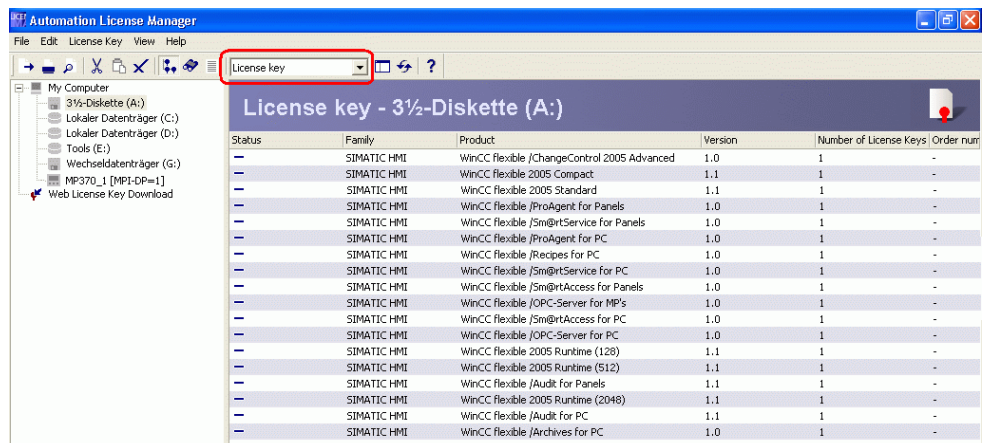 Automation License Manager
File Edit License Key View Help
License key
My Computer
3½-Diskette (A:)
Lokaler Datenträger (C:)
Lokaler Datenträger (D:)
Tools (E:)
Wechseldatenträger (G:)
MP370_1 [MPI-DP=1]
Web License Key Download
License key - 3½-Diskette (A:)
Status Family Product Version Number of License Keys Order num
SIMATIC HMI WinCC flexible /ChangeControl 2005 Advanced 1.0 1 -
SIMATIC HMI WinCC flexible 2005 Compact 1.1 1 -
SIMATIC HMI WinCC flexible 2005 Standard 1.1 1 -
SIMATIC HMI WinCC flexible /ProAgent for Panels 1.0 1 -
SIMATIC HMI WinCC flexible /Sm@rtService for Panels 1.0 1 -
SIMATIC HMI WinCC flexible /ProAgent for PC 1.0 1 -
SIMATIC HMI WinCC flexible /Recipes for PC 1.0 1 -
SIMATIC HMI WinCC flexible /Sm@rtService for PC 1.0 1 -
SIMATIC HMI WinCC flexible /Sm@rtAccess for Panels 1.0 1 -
SIMATIC HMI WinCC flexible /OPC-Server for MP's 1.0 1 -
SIMATIC HMI WinCC flexible /Sm@rtAccess for PC 1.0 1 -
SIMATIC HMI WinCC flexible /OPC-Server for PC 1.0 1 -
SIMATIC HMI WinCC flexible 2005 Runtime (128) 1.1 1 -
SIMATIC HMI WinCC flexible 2005 Runtime (512) 1.1 1 -
SIMATIC HMI WinCC flexible /Audit for Panels 1.1 1 -
SIMATIC HMI WinCC flexible 2005 Runtime (2048) 1.1 1 -
SIMATIC HMI WinCC flexible /Audit for PC 1.1 1 -
SIMATIC HMI WinCC flexible /Archives for PC 1.0 1 -